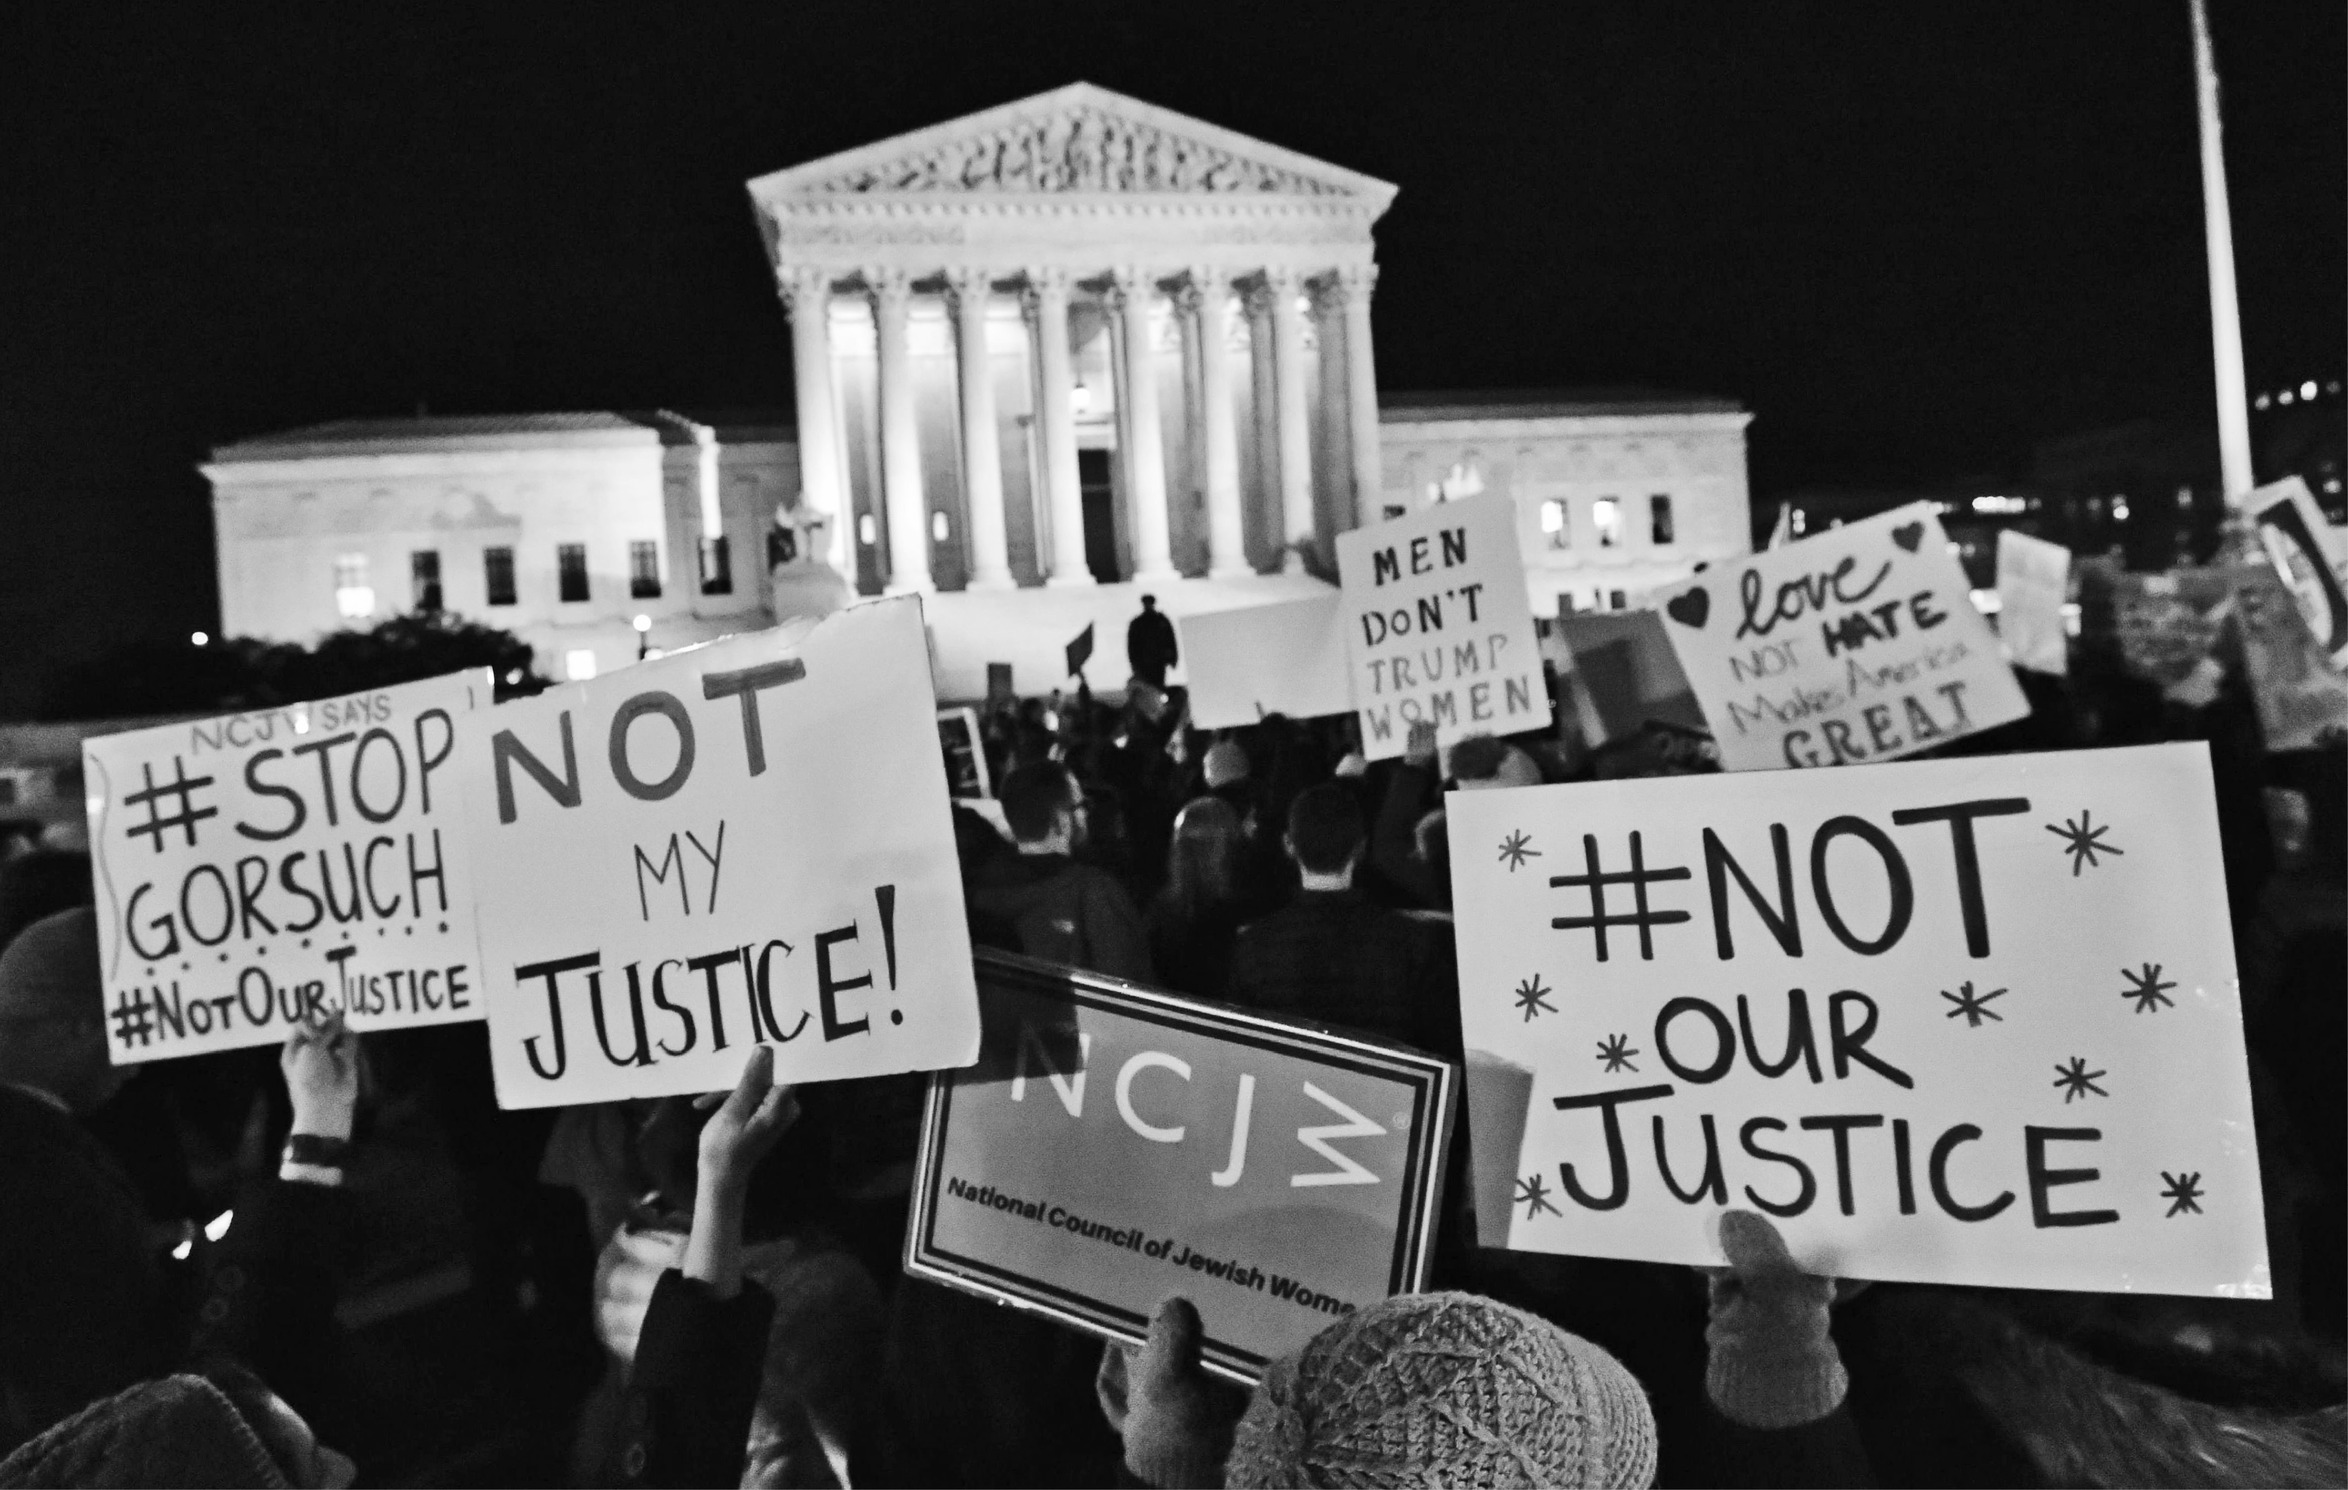 NCJW SAYS
#STOP
GORSUCH
#NOTOURJUSTICE
NOT
MY
JUSTICE!
MEN
DON'T
TRUMP
WOMEN
love
NOT HATE
Makes America
GREAT
NCJW
National Council of Jewish
#NOT
OUR
JUSTICE